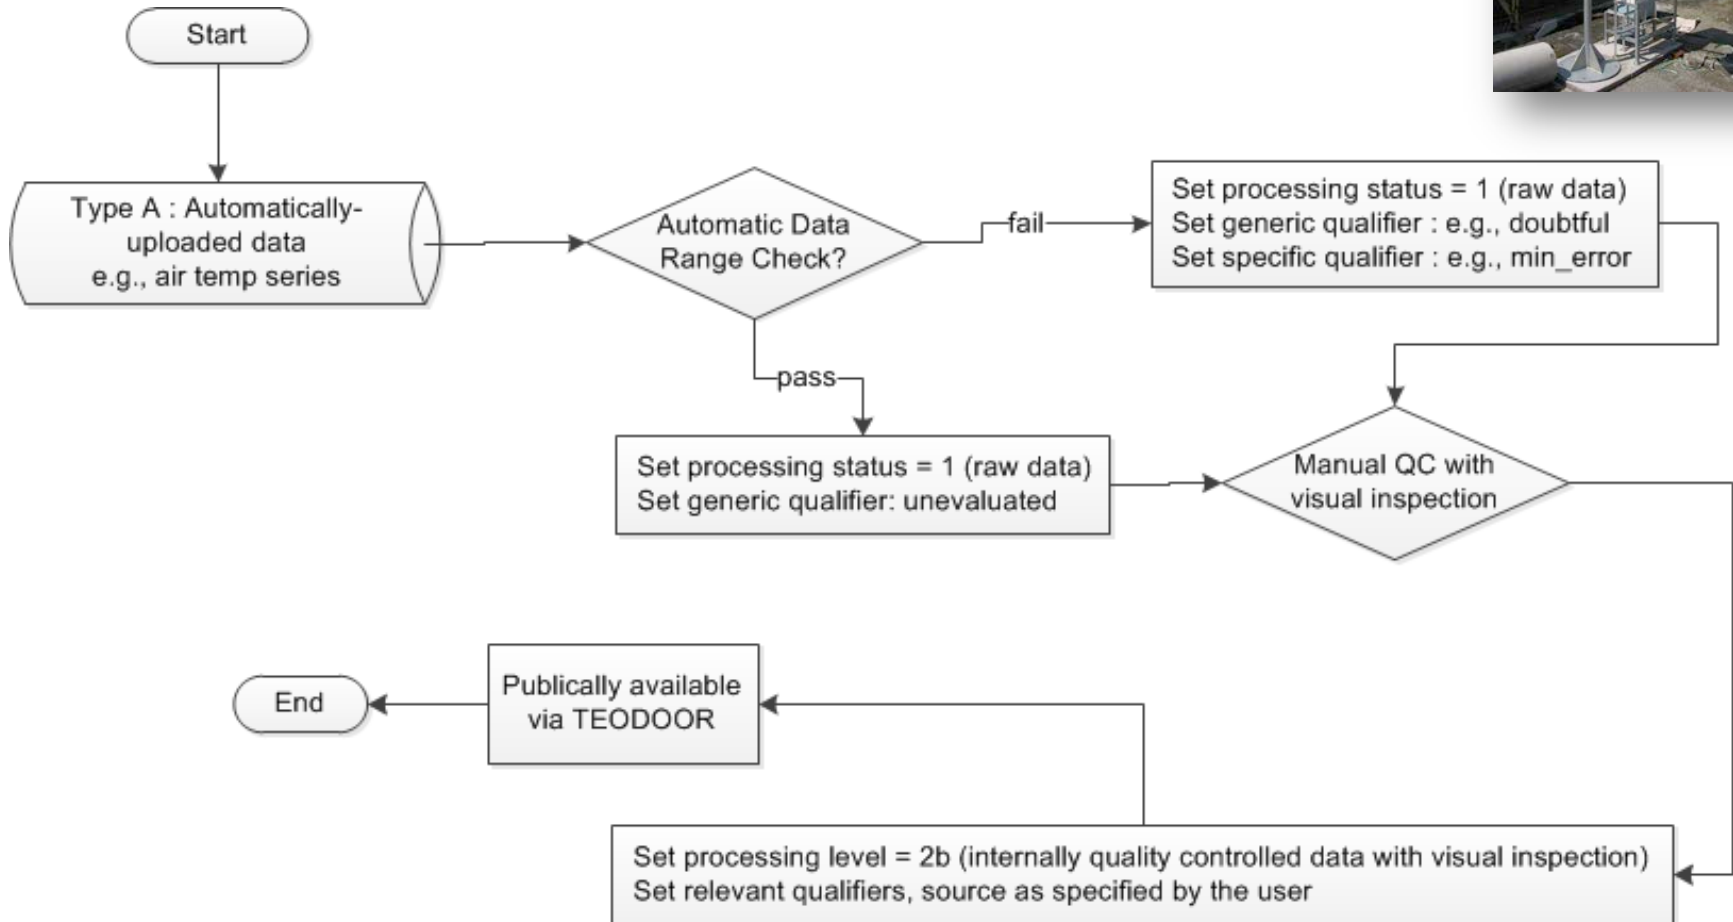 Start
Type A : Automatically-
uploaded data
e.g., air temp series
Automatic Data
Range Check?
fail
Set processing status = 1 (raw data)
Set generic qualifier : e.g., doubtful
Set specific qualifier : e.g., min_error
pass
Set processing status = 1 (raw data)
Set generic qualifier: unevaluated
Manual QC with
visual inspection
End
Publically available
via TEODOOR
Set processing level = 2b (internally quality controlled data with visual inspection)
Set relevant qualifiers, source as specified by the user